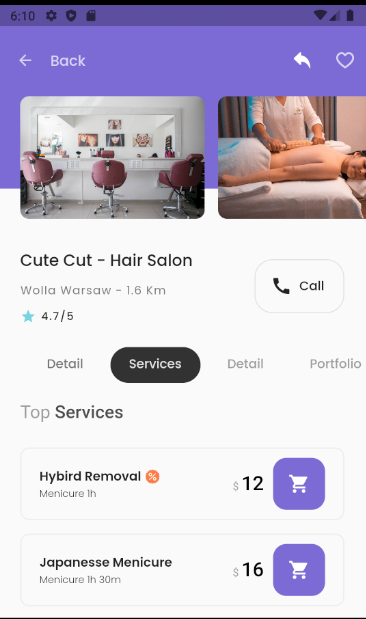 6:10
Back
Cute Cut - Hair Salon
Wolla Warsaw - 1.6 Km
4.7/5
Call
Detail Services Detail Portfolio
Top Services
Hybird Removal %
Menicure 1h
$ 12
Japanesse Menicure
Menicure 1h 30m
$ 16